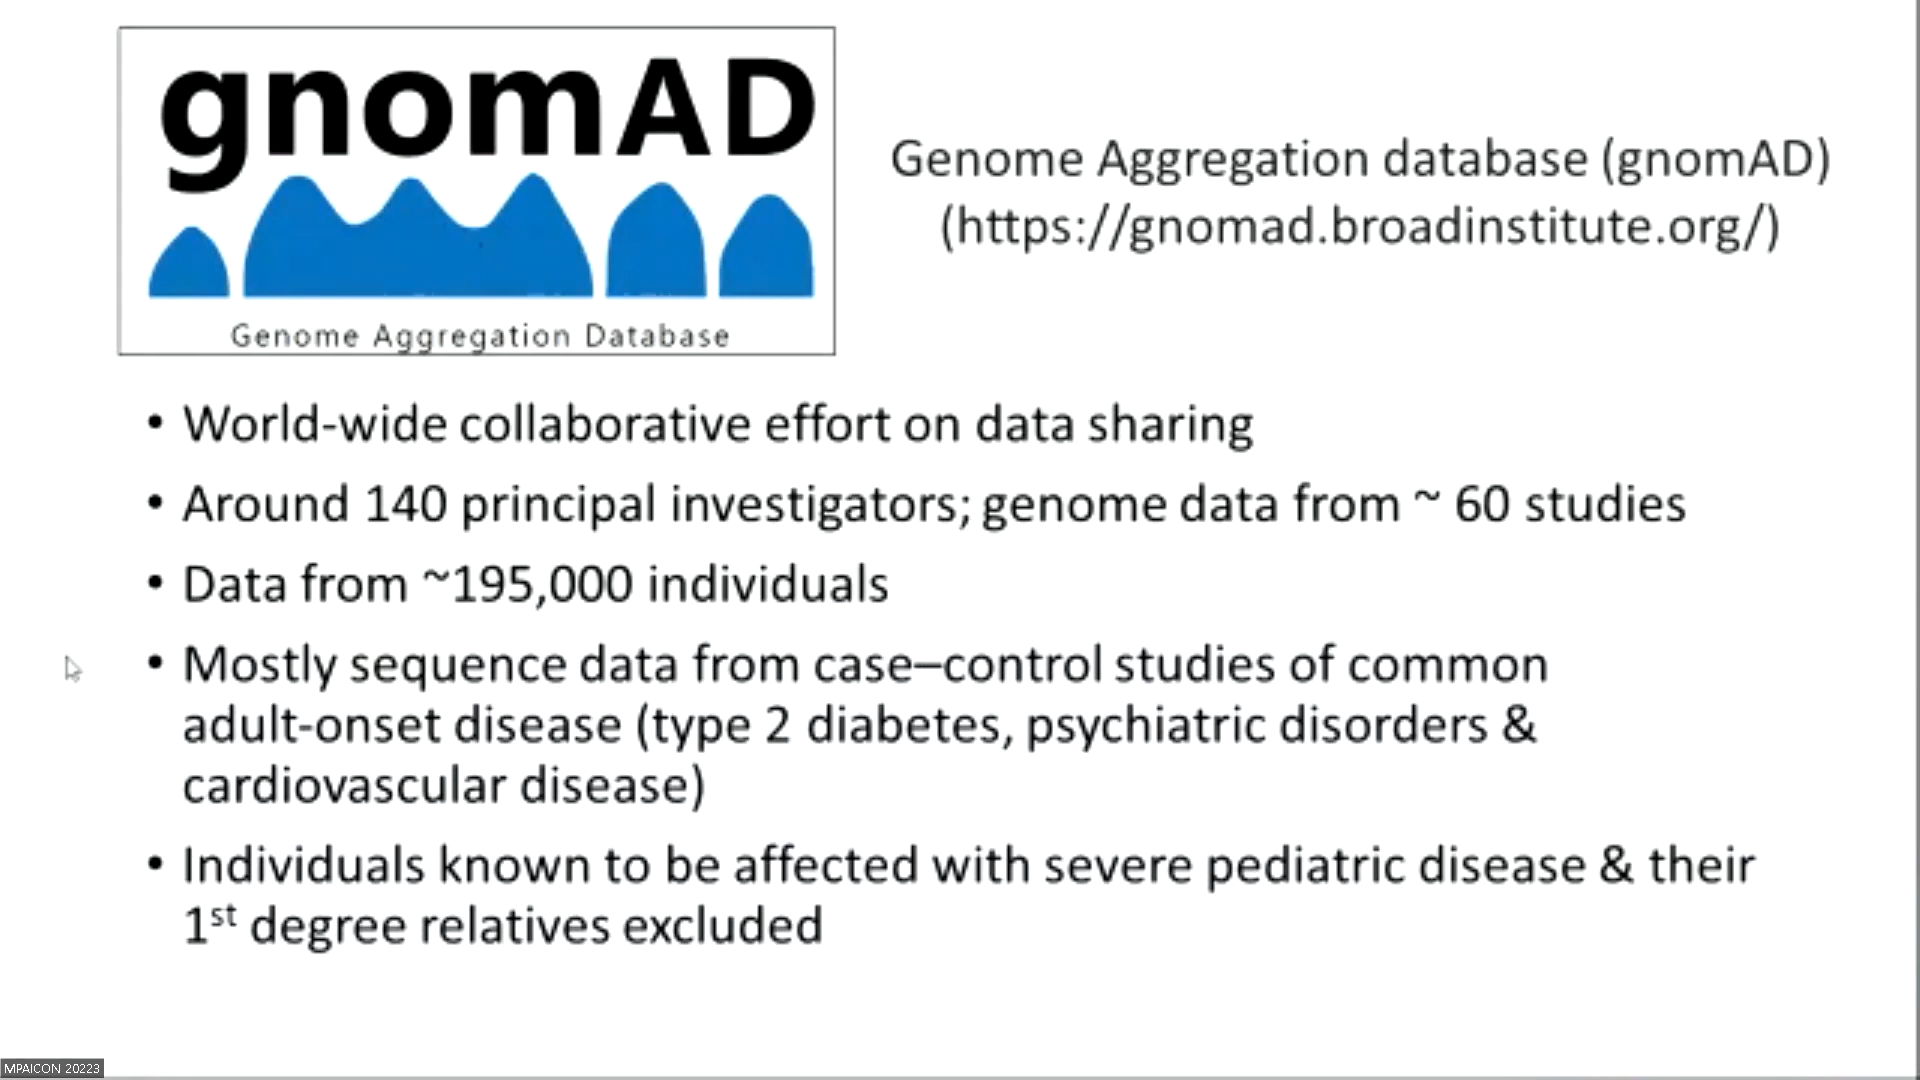 gnomAD
Genome Aggregation Database
Genome Aggregation database (gnomAD)
(https://gnomad.broadinstitute.org/)
• World-wide collaborative effort on data sharing
• Around 140 principal investigators; genome data from ~ 60 studies
• Data from ~195,000 individuals
• Mostly sequence data from case–control studies of common
adult-onset disease (type 2 diabetes, psychiatric disorders &
cardiovascular disease)
• Individuals known to be affected with severe pediatric disease & their
1st degree relatives excluded
MPAICON 20223